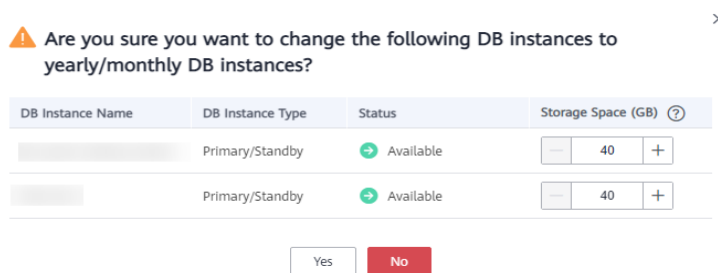 Are you sure you want to change the following DB instances to
yearly/monthly DB instances?
DB Instance Name DB Instance Type Status Storage Space (GB) ?
Primary/Standby Available — 40 +
Primary/Standby Available — 40 +
Yes No